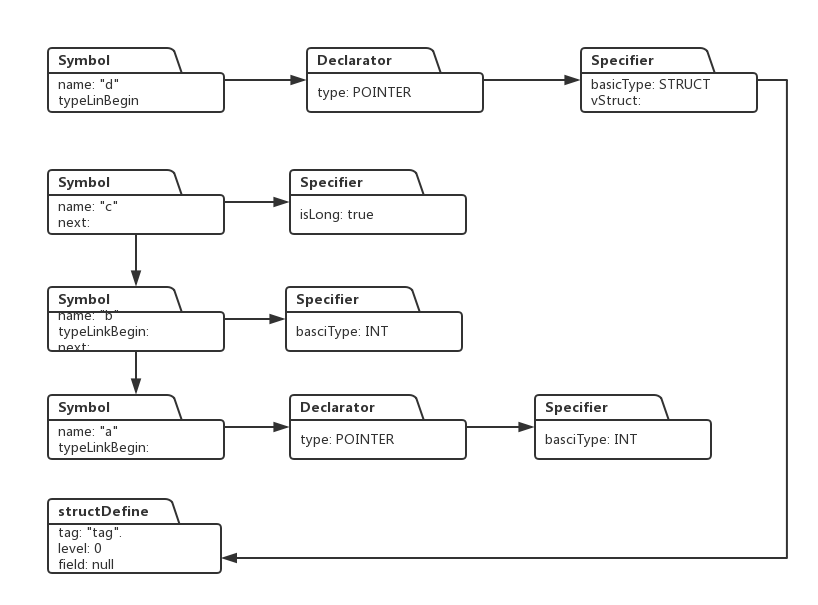 Symbol
name: "d"
typeLinBegin
Declarator
type: POINTER
Specifier
basicType: STRUCT
vStruct:
Symbol
name: "c"
next:
Specifier
isLong: true
Symbol
name: "b"
typeLinkBegin:
next:
Specifier
basciType: INT
Symbol
name: "a"
typeLinkBegin:
Declarator
type: POINTER
Specifier
basciType: INT
structDefine
tag: "tag".
level: 0
field: null